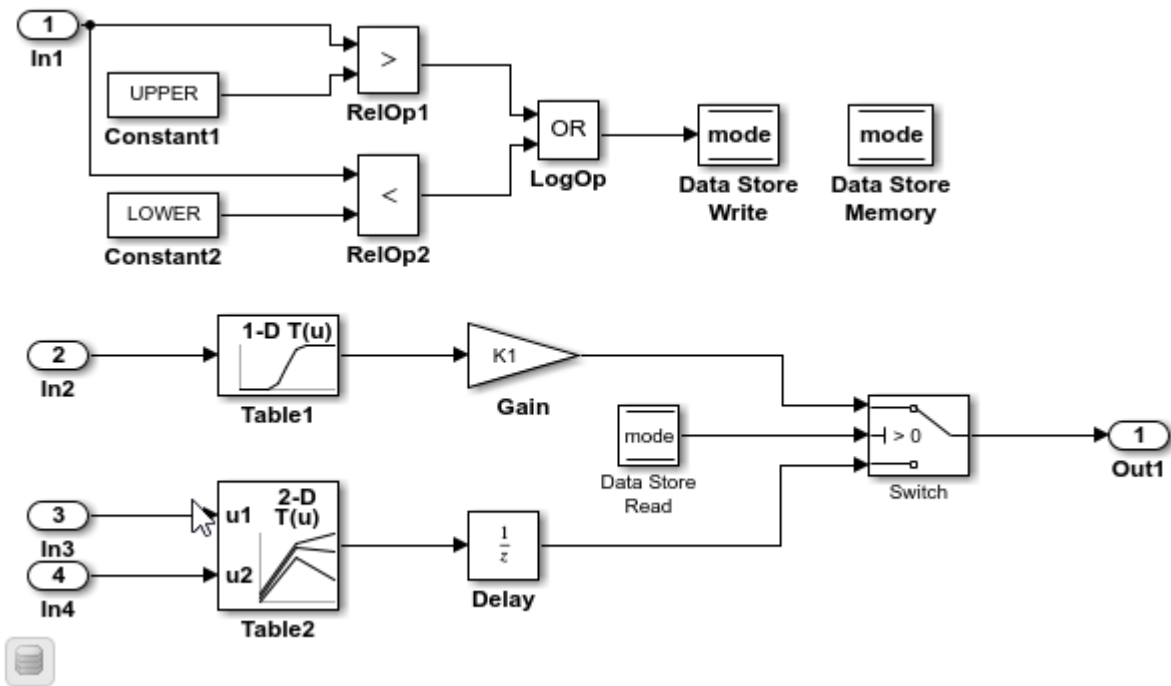 1
In1
UPPER
Constant1
>
RelOp1
LOWER
Constant2
<
RelOp2
OR
LogOp
mode
Data Store
Write
mode
Data Store
Memory
2
In2
1-D T(u)
Table1
K1
Gain
mode
Data Store
Read
> 0
Switch
1
Out1
3
In3
4
In4
u1
u2
2-D
T(u)
Table2
1
z
Delay